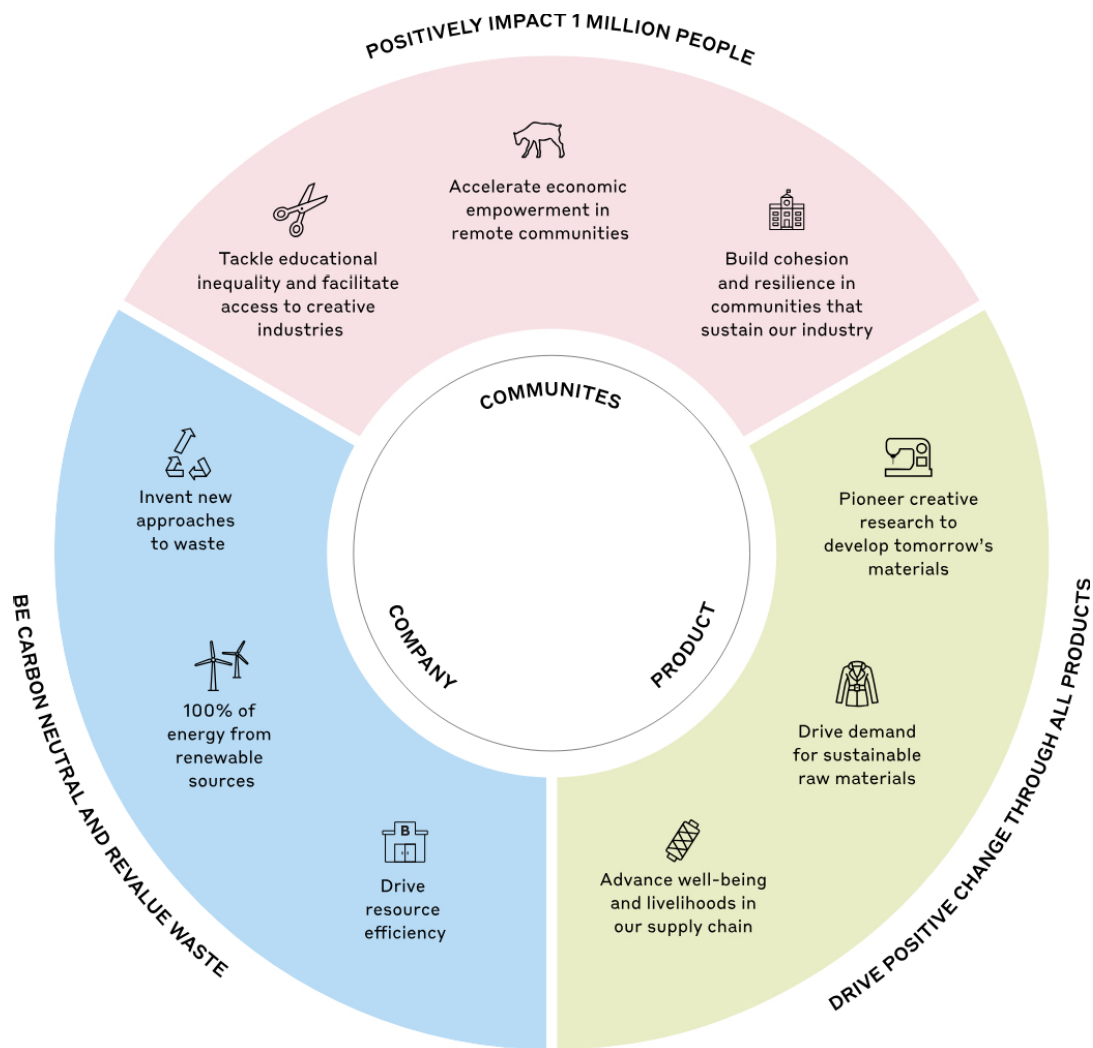 POSITIVELY IMPACT 1 MILLION PEOPLE
Accelerate economic
empowerment in
remote communities
Tackle educational
inequality and facilitate
access to creative
industries
Build cohesion
and resilience in
communities that
sustain our industry
COMMUNITES
COMPANY
PRODUCT
Invent new
approaches
to waste
100% of
energy from
renewable
sources
B
Drive
resource
efficiency
BE CARBON NEUTRAL AND REVALUE WASTE
Pioneer creative
research to
develop tomorrow’s
materials
Drive demand
for sustainable
raw materials
Advance well-being
and livelihoods in
our supply chain
DRIVE POSITIVE CHANGE THROUGH ALL PRODUCTS